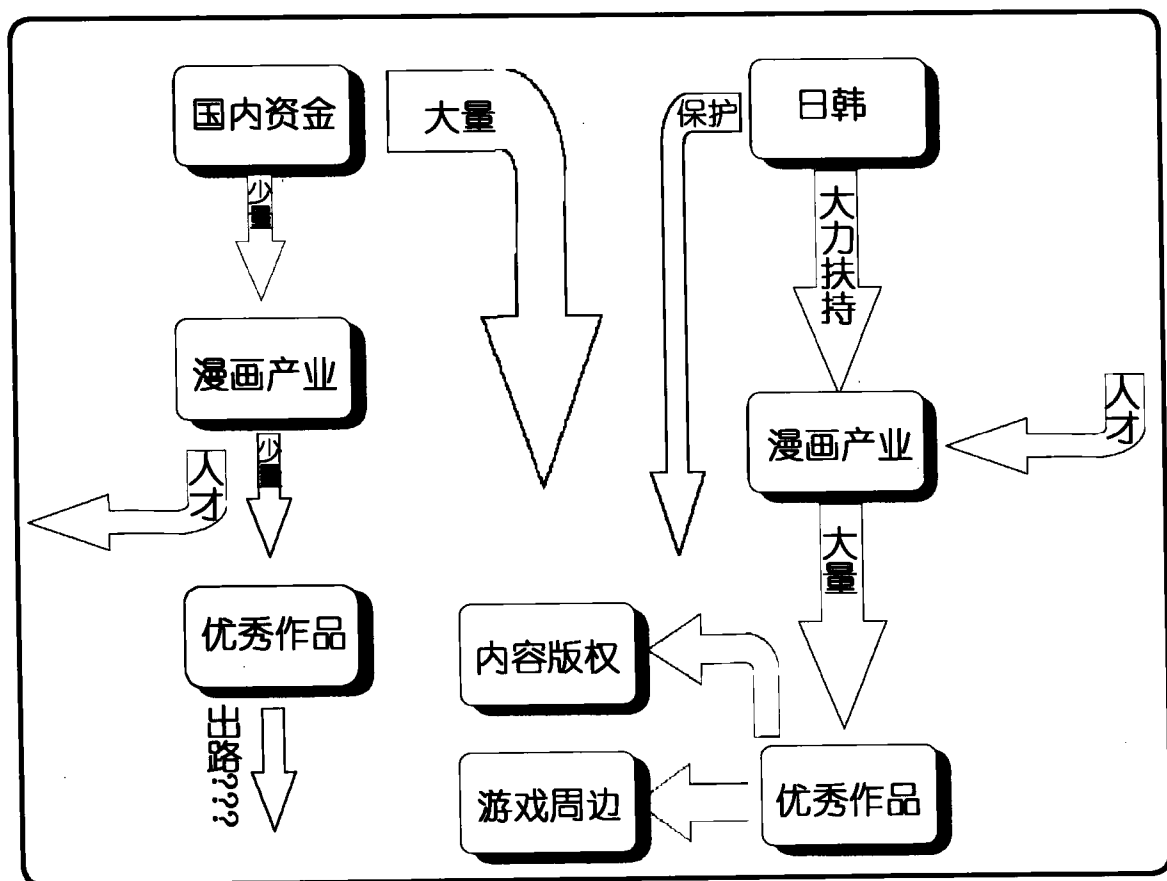 国内资金
大量
保护
日韩
少量
大力扶持
漫画产业
人才
漫画产业
少量
人才
大量
优秀作品
内容版权
出路???
游戏周边
优秀作品